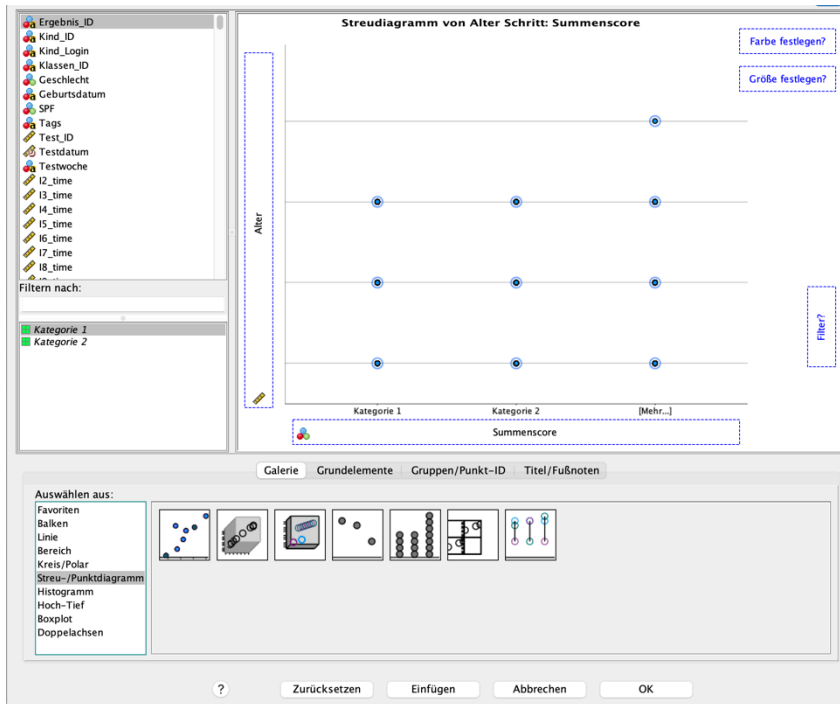 Ergebnis_ID
Kind_ID
Kind_Login
Klassen_ID
Geschlecht
Geburtsdatum
SPF
Tags
Test_ID
Testdatum
Testwoche
I2_time
I3_time
I4_time
I5_time
I6_time
I7_time
I8_time
Filtern nach:
Kategorie 1
Kategorie 2
Streudiagramm von Alter Schritt: Summenscore
Farbe festlegen?
Größe festlegen?
Alter
Filter?
Kategorie 1 Kategorie 2 [Mehr...]
Summenscore
Galerie Grundelemente Gruppen/Punkt-ID Titel/Fußnoten
Auswählen aus:
Favoriten
Balken
Linie
Bereich
Kreis/Polar
Streu-/Punktdiagramm
Histogramm
Hoch-Tief
Boxplot
Doppelachsen
? Zurücksetzen Einfügen Abbrechen OK